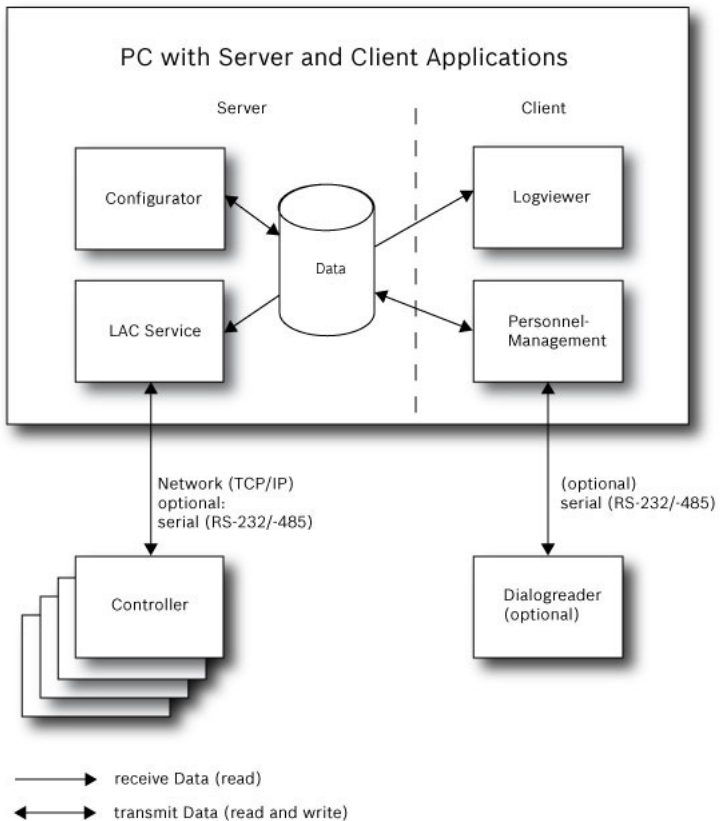 PC with Server and Client Applications
Server
Client
Configurator
Logviewer
Data
LAC Service
Personnel-
Management
Network (TCP/IP)
optional:
serial (RS-232/-485)
(optional)
serial (RS-232/-485)
Controller
Dialogreader
(optional)
receive Data (read)
transmit Data (read and write)